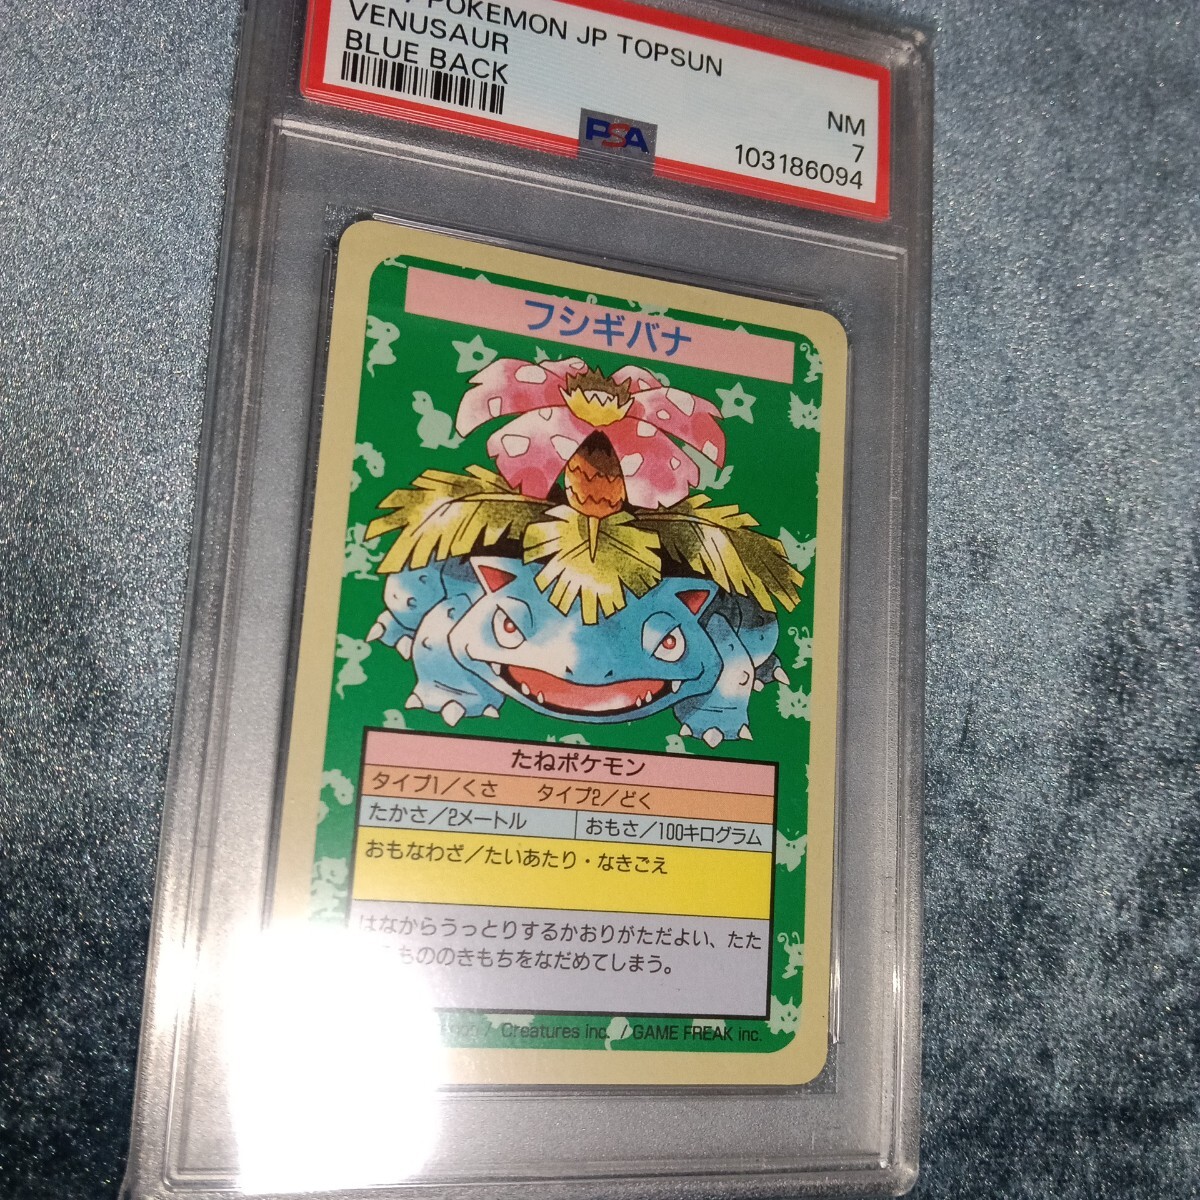 POKEMON JP TOPSUN
VENUSAUR
BLUE BACK
NM
7
PSA
103186094
フシギバナ
たねポケモン
タイプ1/くさ タイプ2/どく
たかさ/2メートル おもさ/100キログラム
おもなわざ/たいあたり・なきごえ
はなからうっとりするかおりがただよい、たた
もののきもちをなだめてしまう。
/ Creatures inc. / GAME FREAK inc.